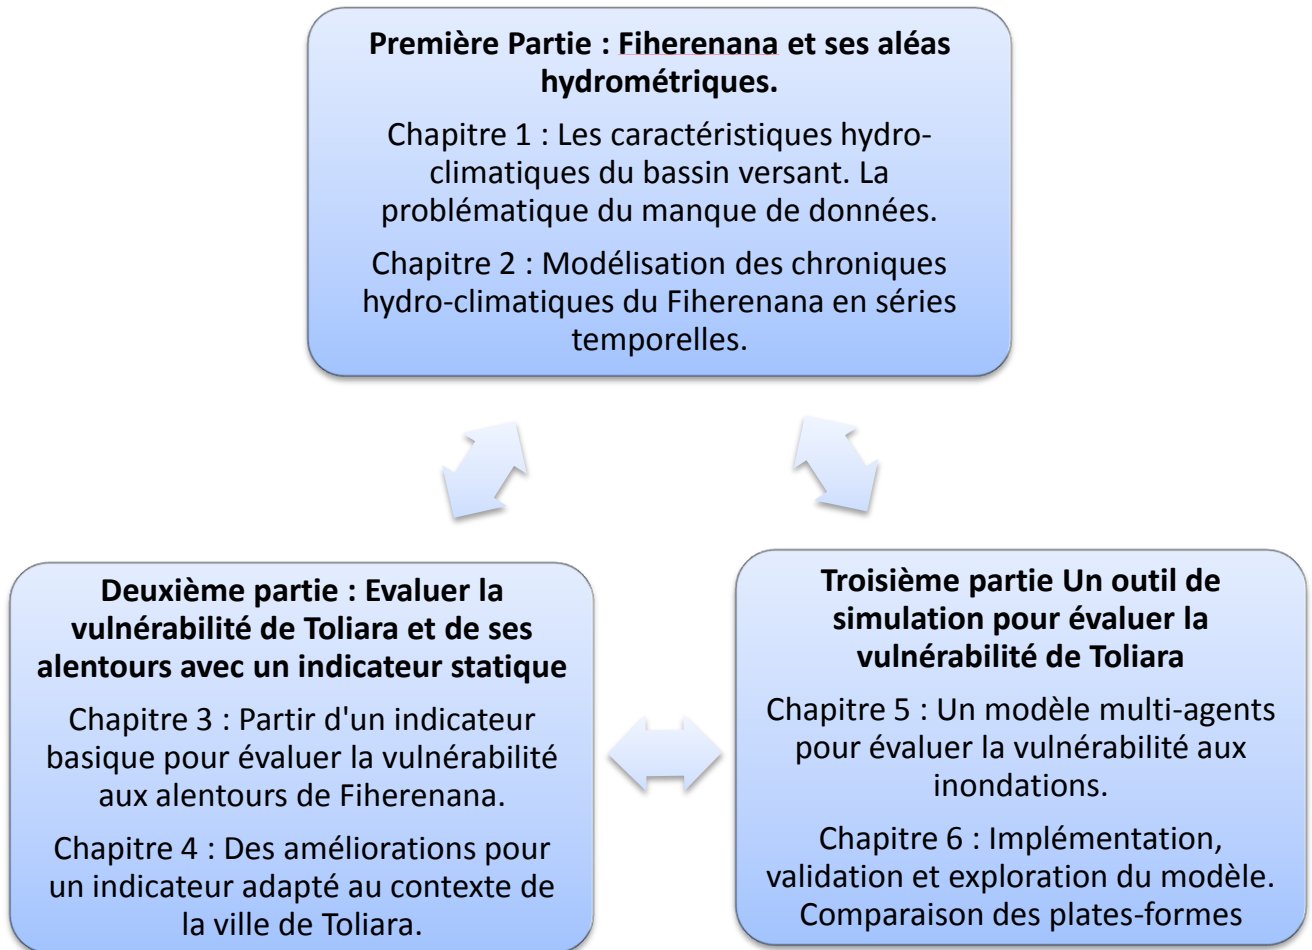 Première Partie : Fiherenana et ses aléas
hydrométriques.
Chapitre 1 : Les caractéristiques hydro-
climatiques du bassin versant. La
problématique du manque de données.
Chapitre 2 : Modélisation des chroniques
hydro-climatiques du Fiherenana en séries
temporelles.
Deuxième partie : Evaluer la
vulnérabilité de Toliara et de ses
alentours avec un indicateur statique
Chapitre 3 : Partir d'un indicateur
basique pour évaluer la vulnérabilité
aux alentours de Fiherenana.
Chapitre 4 : Des améliorations pour
un indicateur adapté au contexte de
la ville de Toliara.
Troisième partie Un outil de
simulation pour évaluer la
vulnérabilité de Toliara
Chapitre 5 : Un modèle multi-agents
pour évaluer la vulnérabilité aux
inondations.
Chapitre 6 : Implémentation,
validation et exploration du modèle.
Comparaison des plates-formes